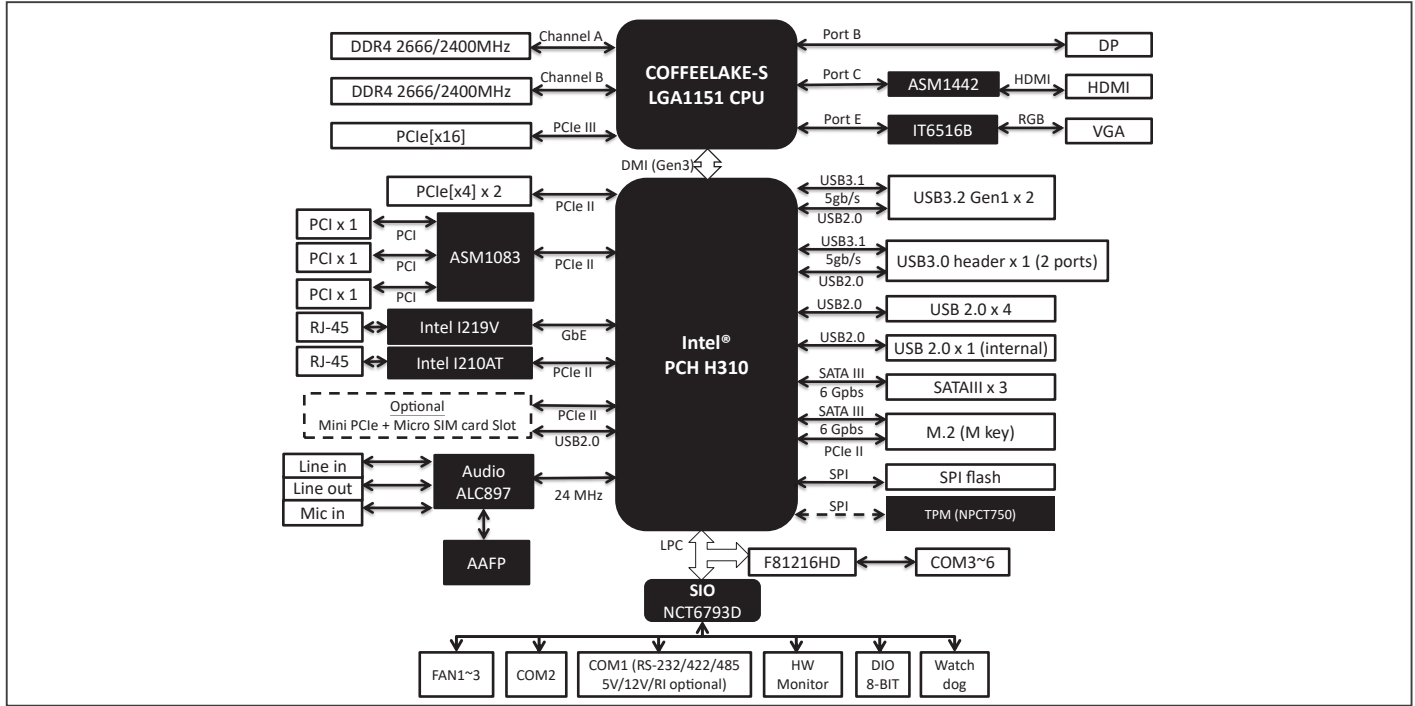 DDR4 2666/2400MHz
Channel A
COFFEELAKE-S
LGA1151 CPU
Port B
DP
DDR4 2666/2400MHz
Channel B
Port C
ASM1442
HDMI
HDMI
PCIe[x16]
PCIe III
Port E
IT6516B
RGB
VGA
DMI (Gen3)
PCIe[x4] x 2
PCIe II
PCI x 1
PCI
PCI x 1
PCI
PCI x 1
PCI
ASM1083
PCIe II
RJ-45
Intel I219V
GbE
RJ-45
Intel I210AT
PCIe II
Optional
Mini PCIe + Micro SIM card Slot
PCIe II
USB2.0
Line in
Line out
Mic in
Audio
ALC897
24 MHz
AAFP
Intel®
PCH H310
USB3.1
5gb/s
USB2.0
USB3.2 Gen1 x 2
USB3.1
5gb/s
USB2.0
USB3.0 header x 1 (2 ports)
USB2.0
USB 2.0 x 4
USB2.0
USB 2.0 x 1 (internal)
SATA III
6 Gpbs
SATAIII x 3
SATA III
6 Gpbs
PCIe II
M.2 (M key)
SPI
SPI flash
SPI
TPM (NPCT750)
LPC
F81216HD
COM3~6
SIO
NCT6793D
FAN1~3
COM2
COM1 (RS-232/422/485
5V/12V/RI optional)
HW
Monitor
DIO
8-BIT
Watch
dog